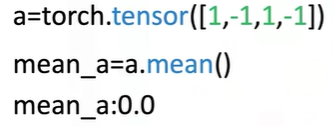 a=torch.tensor([1,-1,1,-1])
mean_a=a.mean()
mean_a:0.0